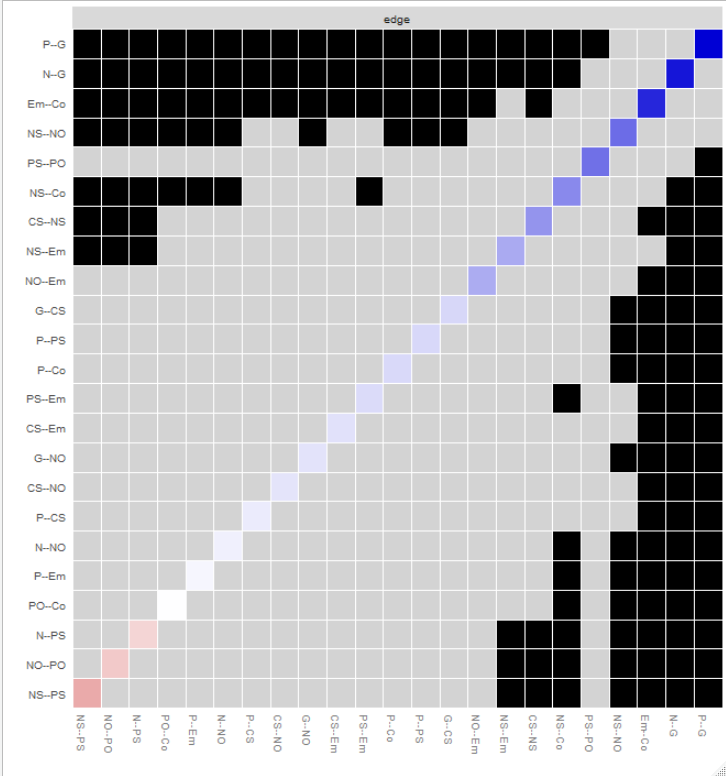 edge
P--G
N--G
Em--Co
NS--NO
PS--PO
NS--Co
CS--NS
NS--Em
NO--Em
G--CS
P--PS
P--Co
PS--Em
CS--Em
G--NO
CS--NO
P--CS
N--NO
P--Em
PO--Co
N--PS
NO--PO
NS--PS
NS--PS
NO--PO
N--PS
PO--Co
P--Em
N--NO
P--CS
CS--NO
G--NO
CS--Em
PS--Em
P--Co
P--PS
G--CS
NO--Em
NS--Em
CS--NS
NS--Co
PS--PO
NS--NO
Em--Co
N--G
P--G